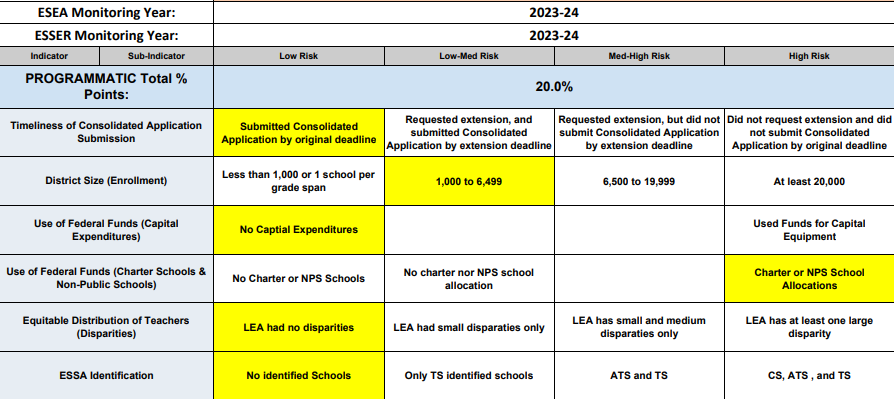 ESEA Monitoring Year: 2023-24
ESSER Monitoring Year: 2023-24
Indicator Sub-Indicator Low Risk Low-Med Risk Med-High Risk High Risk
PROGRAMMATIC Total %
Points:
20.0%
Timeliness of Consolidated Application
Submission
Submitted Consolidated
Application by original deadline
Requested extension, and
submitted Consolidated
Application by extension deadline
Requested extension, but did not
submit Consolidated Application
by extension deadline
Did not request extension and did
not submit Consolidated
Application by original deadline
District Size (Enrollment)
Less than 1,000 or 1 school per
grade span
1,000 to 6,499
6,500 to 19,999
At least 20,000
Use of Federal Funds (Capital
Expenditures)
No Captial Expenditures
Used Funds for Capital
Equipment
Use of Federal Funds (Charter Schools &
Non-Public Schools)
No Charter or NPS Schools
No charter nor NPS school
allocation
Charter or NPS School
Allocations
Equitable Distribution of Teachers
(Disparities)
LEA had no disparities
LEA had small disparaties only
LEA has small and medium
disparaties only
LEA has at least one large
disparity
ESSA Identification
No identified Schools
Only TS identified schools
ATS and TS
CS, ATS , and TS